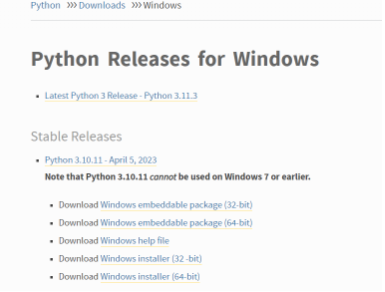 Python >>> Downloads >>> Windows
Python Releases for Windows
Latest Python 3 Release - Python 3.11.3
Stable Releases
Python 3.10.11 - April 5, 2023
Note that Python 3.10.11 cannot be used on Windows 7 or earlier.
Download Windows embeddable package (32-bit)
Download Windows embeddable package (64-bit)
Download Windows help file
Download Windows installer (32 -bit)
Download Windows installer (64-bit)